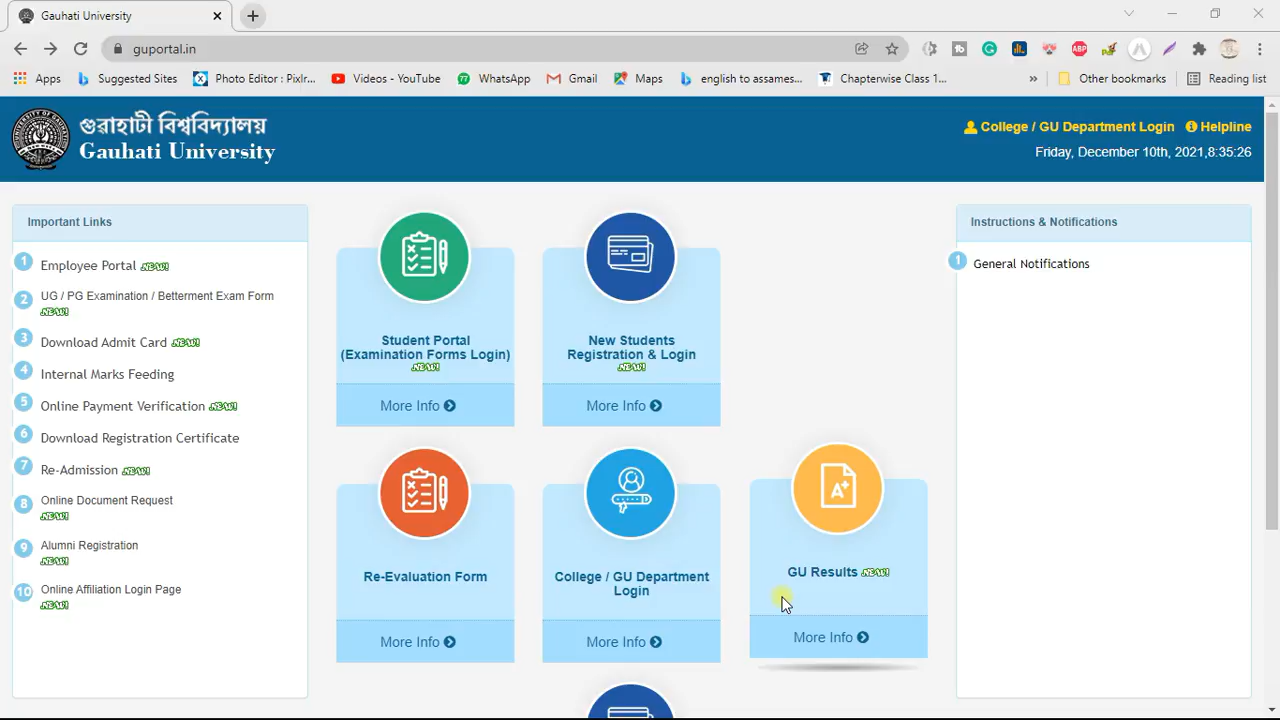 Gauhati University
guportal.in
Apps
Suggested Sites
Photo Editor : Pixlr...
Videos - YouTube
WhatsApp
Gmail
Maps
english to assames...
Chapterwise Class 1...
»
Other bookmarks
Reading list
গুৱাহাটী বিশ্ববিদ্যালয়
Gauhati University
College / GU Department Login
Helpline
Friday, December 10th, 2021,8:35:26
Important Links
1 Employee Portal NEW!
2 UG / PG Examination / Betterment Exam Form
NEW!
3 Download Admit Card NEW!
4 Internal Marks Feeding
5 Online Payment Verification NEW!
6 Download Registration Certificate
7 Re-Admission NEW!
8 Online Document Request
NEW!
9 Alumni Registration
NEW!
10 Online Affiliation Login Page
NEW!
Student Portal
(Examination Forms Login)
NEW!
More Info
New Students
Registration & Login
NEW!
More Info
Re-Evaluation Form
More Info
College / GU Department
Login
More Info
A+
GU Results NEW!
More Info
Instructions & Notifications
1 General Notifications